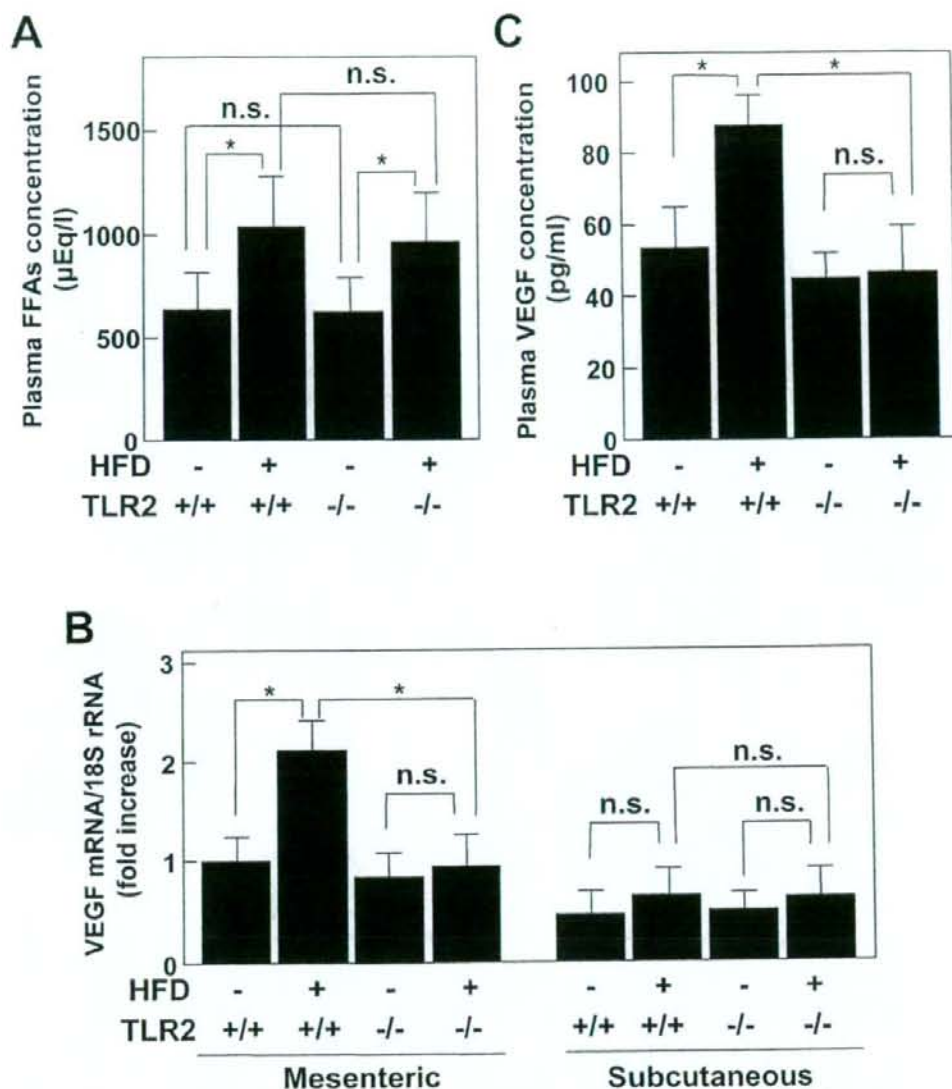 A
Plasma FFAs concentration
(µEq/l)
1500
1000
500
0
n.s.
n.s.
*
*
HFD - + - +
TLR2 +/+ +/+ -/- -/-
C
Plasma VEGF concentration
(pg/ml)
100
80
60
40
20
0
* *
n.s.
HFD - + - +
TLR2 +/+ +/+ -/- -/-
B
VEGF mRNA/18S rRNA
(fold increase)
3
2
1
0
* *
n.s.
n.s.
n.s.
n.s.
HFD - + - + - + - +
TLR2 +/+ +/+ -/- -/- +/+ +/+ -/- -/-
Mesenteric Subcutaneous